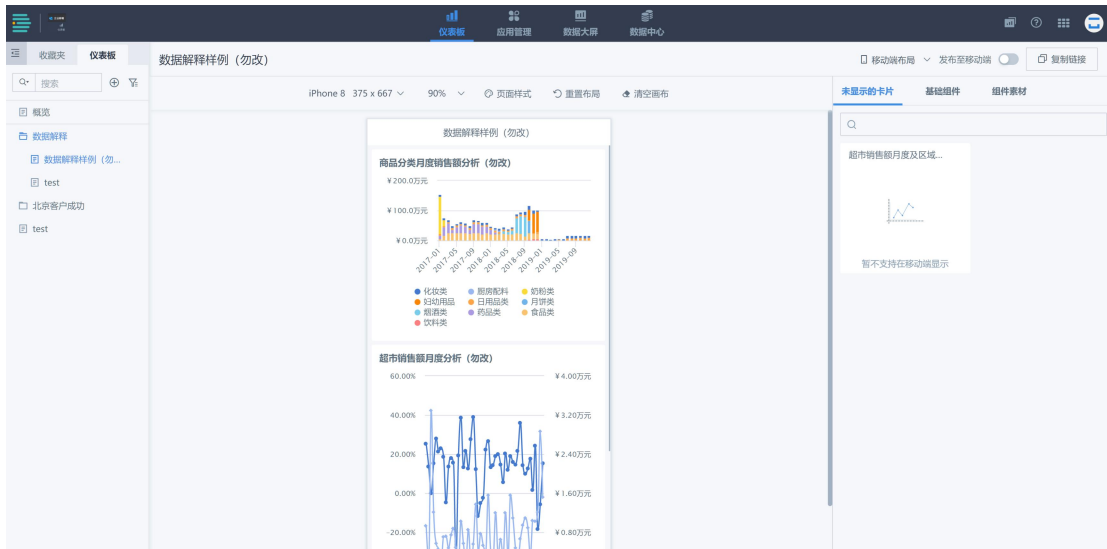 仪表板
应用管理
数据大屏
数据中心
收藏夹
仪表板
数据解释样例（勿改）
移动端布局
发布至移动端
复制链接
搜索
iPhone 8 375 x 667
90%
页面样式
重置布局
清空画布
未显示的卡片
基础组件
组件素材
概览
数据解释
数据解释样例（勿...
test
北京客户成功
test
数据解释样例（勿改）
商品分类月度销售额分析（勿改）
¥200.0万元
¥100.0万元
¥0.0万元
2017-01
2017-05
2017-09
2018-01
2018-05
2018-09
2019-01
2019-05
2019-09
化妆类
厨房配料
奶粉类
妇幼用品
日用品类
月饼类
烟酒类
药品类
食品类
饮料类
超市销售额月度分析（勿改）
60.00%
¥4.00万元
40.00%
¥3.20万元
20.00%
¥2.40万元
0.00%
¥1.60万元
-20.00%
¥0.80万元
超市销售额月度及区域...
暂不支持在移动端显示